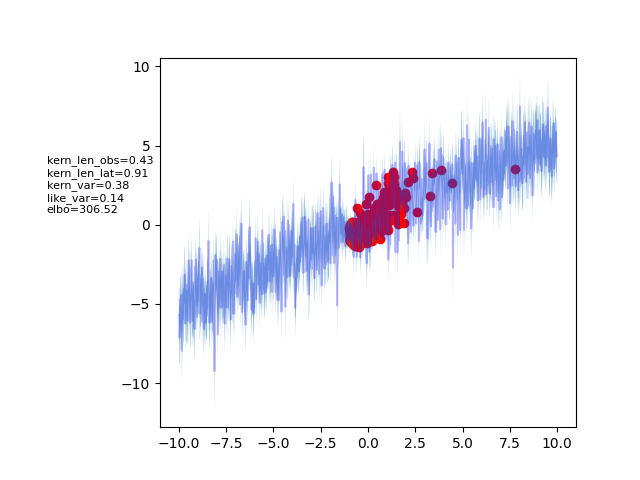 10
5
0
−5
−10
kern_len_obs=0.43
kern_len_lat=0.91
kern_var=0.38
like_var=0.14
elbo=306.52
−10.0 −7.5 −5.0 −2.5 0.0 2.5 5.0 7.5 10.0